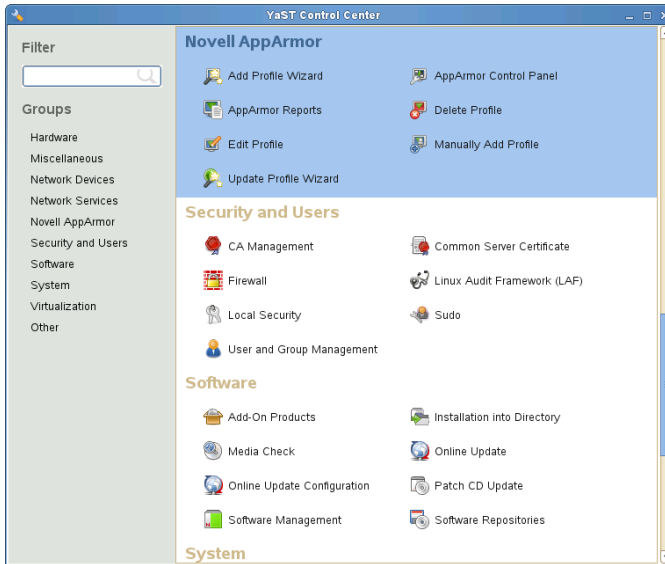 YaST Control Center
Filter
Groups
Hardware
Miscellaneous
Network Devices
Network Services
Novell AppArmor
Security and Users
Software
System
Virtualization
Other
Novell AppArmor
Add Profile Wizard
AppArmor Control Panel
AppArmor Reports
Delete Profile
Edit Profile
Manually Add Profile
Update Profile Wizard
Security and Users
CA Management
Common Server Certificate
Firewall
Linux Audit Framework (LAF)
Local Security
Sudo
User and Group Management
Software
Add-On Products
Installation into Directory
Media Check
Online Update
Online Update Configuration
Patch CD Update
Software Management
Software Repositories
System